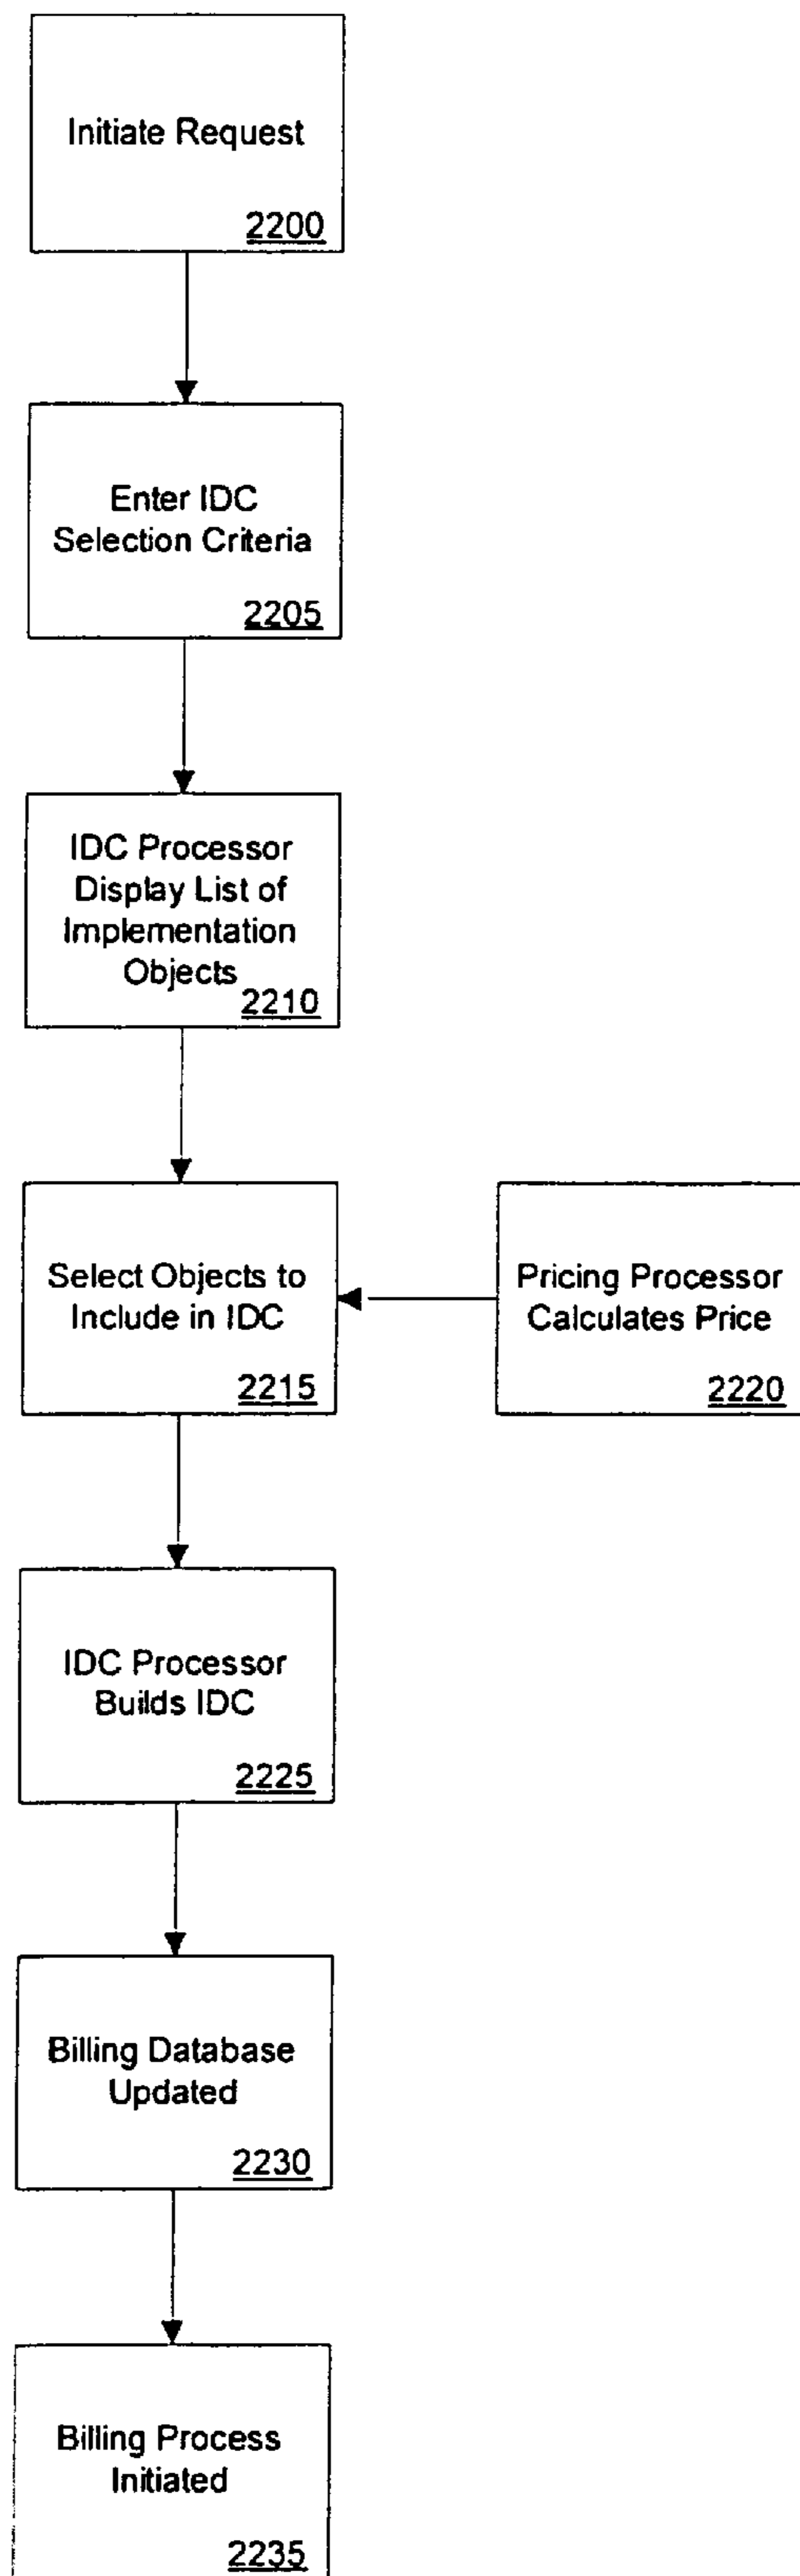 Initiate Request
2200
Enter IDC
Selection Criteria
2205
IDC Processor
Display List of
Implementation
Objects
2210
Select Objects to
Include in IDC
2215
Pricing Processor
Calculates Price
2220
IDC Processor
Builds IDC
2225
Billing Database
Updated
2230
Billing Process
Initiated
2235